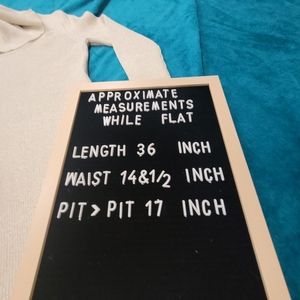 APPROXIMATE
MEASUREMENTS
WHILE FLAT
LENGTH 36 INCH
WAIST 14&1/2 INCH
PIT > PIT 17 INCH